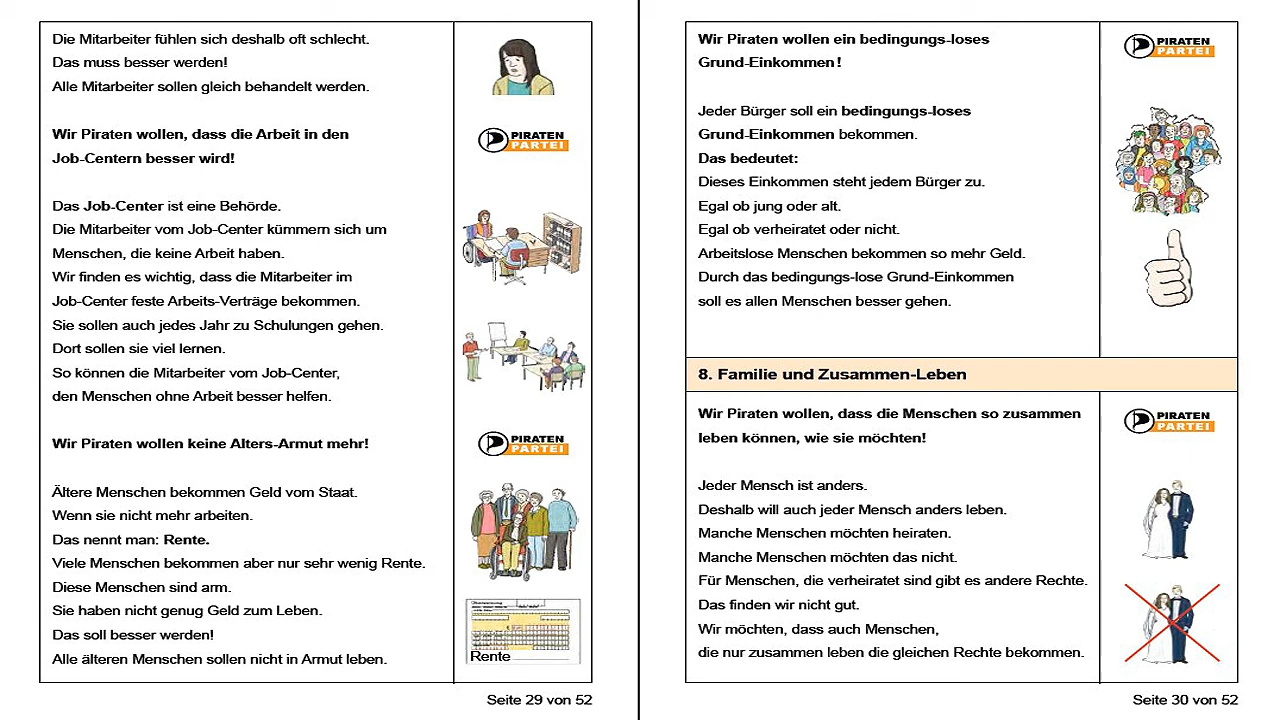 Die Mitarbeiter fühlen sich deshalb oft schlecht.
Das muss besser werden!
Alle Mitarbeiter sollen gleich behandelt werden.
Wir Piraten wollen, dass die Arbeit in den
Job-Centern besser wird!
PIRATEN
PARTEI
Das Job-Center ist eine Behörde.
Die Mitarbeiter vom Job-Center kümmern sich um
Menschen, die keine Arbeit haben.
Wir finden es wichtig, dass die Mitarbeiter im
Job-Center feste Arbeits-Verträge bekommen.
Sie sollen auch jedes Jahr zu Schulungen gehen.
Dort sollen sie viel lernen.
So können die Mitarbeiter vom Job-Center,
den Menschen ohne Arbeit besser helfen.
Wir Piraten wollen keine Alters-Armut mehr!
PIRATEN
PARTEI
Ältere Menschen bekommen Geld vom Staat.
Wenn sie nicht mehr arbeiten.
Das nennt man: Rente.
Viele Menschen bekommen aber nur sehr wenig Rente.
Diese Menschen sind arm.
Sie haben nicht genug Geld zum Leben.
Das soll besser werden!
Alle älteren Menschen sollen nicht in Armut leben.
Rente
Seite 29 von 52
Wir Piraten wollen ein bedingungs-loses
Grund-Einkommen!
PIRATEN
PARTEI
Jeder Bürger soll ein bedingungs-loses
Grund-Einkommen bekommen.
Das bedeutet:
Dieses Einkommen steht jedem Bürger zu.
Egal ob jung oder alt.
Egal ob verheiratet oder nicht.
Arbeitslose Menschen bekommen so mehr Geld.
Durch das bedingungs-lose Grund-Einkommen
soll es allen Menschen besser gehen.
8. Familie und Zusammen-Leben
Wir Piraten wollen, dass die Menschen so zusammen
leben können, wie sie möchten!
PIRATEN
PARTEI
Jeder Mensch ist anders.
Deshalb will auch jeder Mensch anders leben.
Manche Menschen möchten heiraten.
Manche Menschen möchten das nicht.
Für Menschen, die verheiratet sind gibt es andere Rechte.
Das finden wir nicht gut.
Wir möchten, dass auch Menschen,
die nur zusammen leben die gleichen Rechte bekommen.
Seite 30 von 52